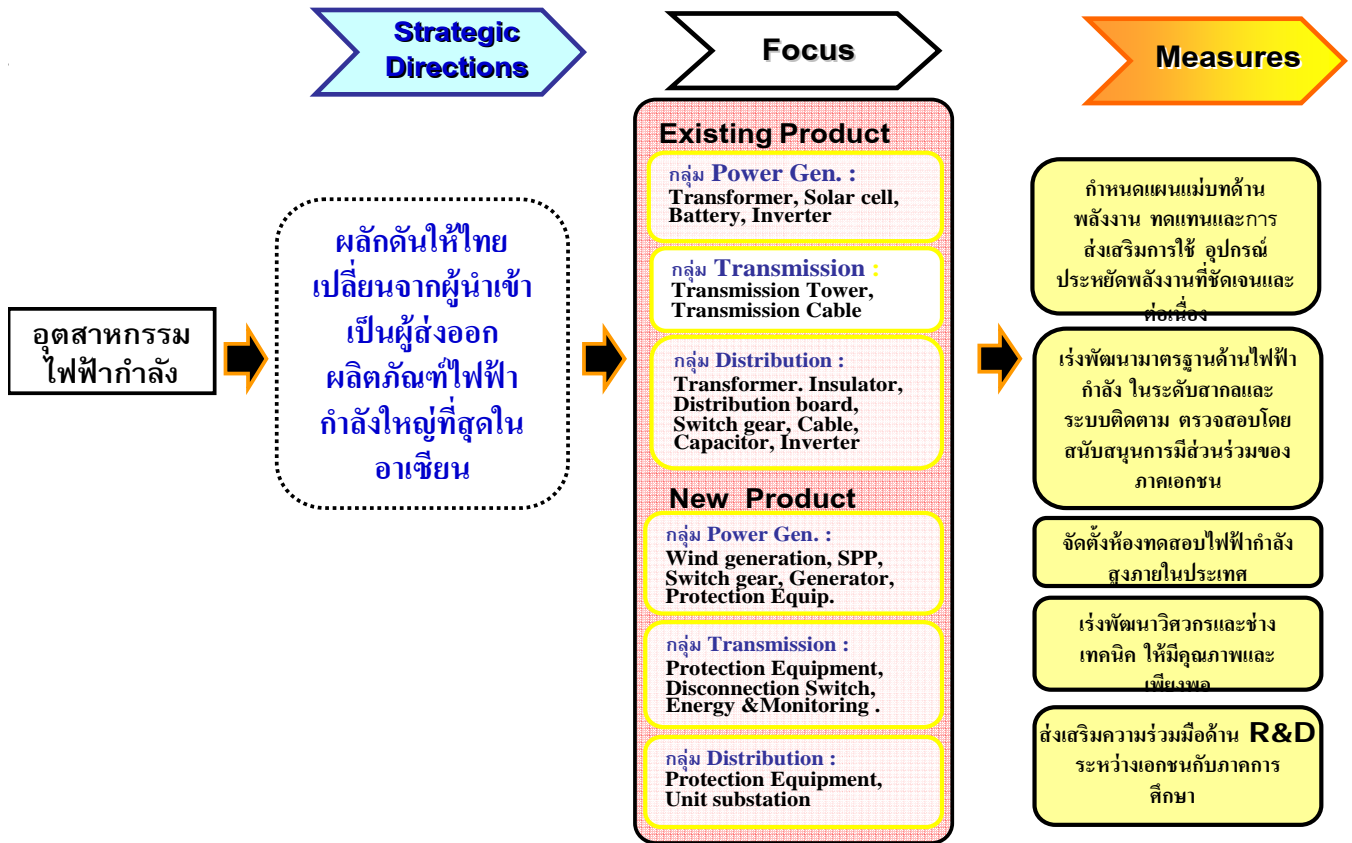 Strategic
Directions
Focus
Measures
อุตสาหกรรม
ไฟฟ้ากำลัง
ผลักดันให้ไทย
เปลี่ยนจากผู้นำเข้า
เป็นผู้ส่งออก
ผลิตภัณฑ์ไฟฟ้า
กำลังใหญ่ที่สุดใน
อาเซียน
Existing Product
กลุ่ม Power Gen. :
Transformer, Solar cell,
Battery, Inverter
กลุ่ม Transmission :
Transmission Tower,
Transmission Cable
กลุ่ม Distribution :
Transformer. Insulator,
Distribution board,
Switch gear, Cable,
Capacitor, Inverter
New Product
กลุ่ม Power Gen. :
Wind generation, SPP,
Switch gear, Generator,
Protection Equip.
กลุ่ม Transmission :
Protection Equipment,
Disconnection Switch,
Energy &Monitoring .
กลุ่ม Distribution :
Protection Equipment,
Unit substation
กำหนดแผนแม่บทด้าน
พลังงาน ทดแทนและการ
ส่งเสริมการใช้ อุปกรณ์
ประหยัดพลังงานที่ชัดเจนและ
ต่อเนื่อง
เร่งพัฒนามาตรฐานด้านไฟฟ้า
กำลัง ในระดับสากลและ
ระบบติดตาม ตรวจสอบโดย
สนับสนุนการมีส่วนร่วมของ
ภาคเอกชน
จัดตั้งห้องทดสอบไฟฟ้ากำลัง
สูงภายในประเทศ
เร่งพัฒนาวิศวกรและช่าง
เทคนิค ให้มีคุณภาพและ
เพียงพอ
ส่งเสริมความร่วมมือด้าน R&D
ระหว่างเอกชนกับภาคการ
ศึกษา